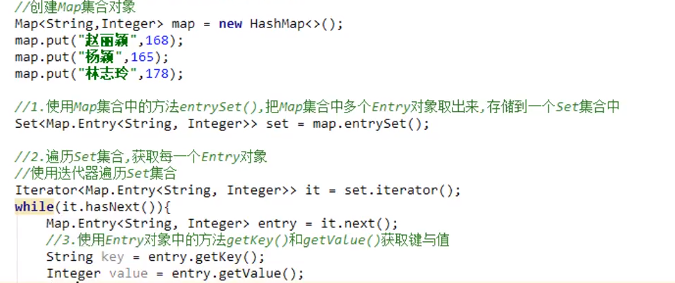 //创建Map集合对象
Map<String,Integer> map = new HashMap<>();
map.put("赵丽颖",168);
map.put("杨颖",165);
map.put("林志玲",178);
//1.使用Map集合中的方法entrySet(),把Map集合中多个Entry对象取出来,存储到一个Set集合中
Set<Map.Entry<String, Integer>> set = map.entrySet();
//2.遍历Set集合,获取每一个Entry对象
//使用迭代器遍历Set集合
Iterator<Map.Entry<String, Integer>> it = set.iterator();
while(it.hasNext()){
Map.Entry<String, Integer> entry = it.next();
//3.使用Entry对象中的方法getKey()和getValue()获取键与值
String key = entry.getKey();
Integer value = entry.getValue();